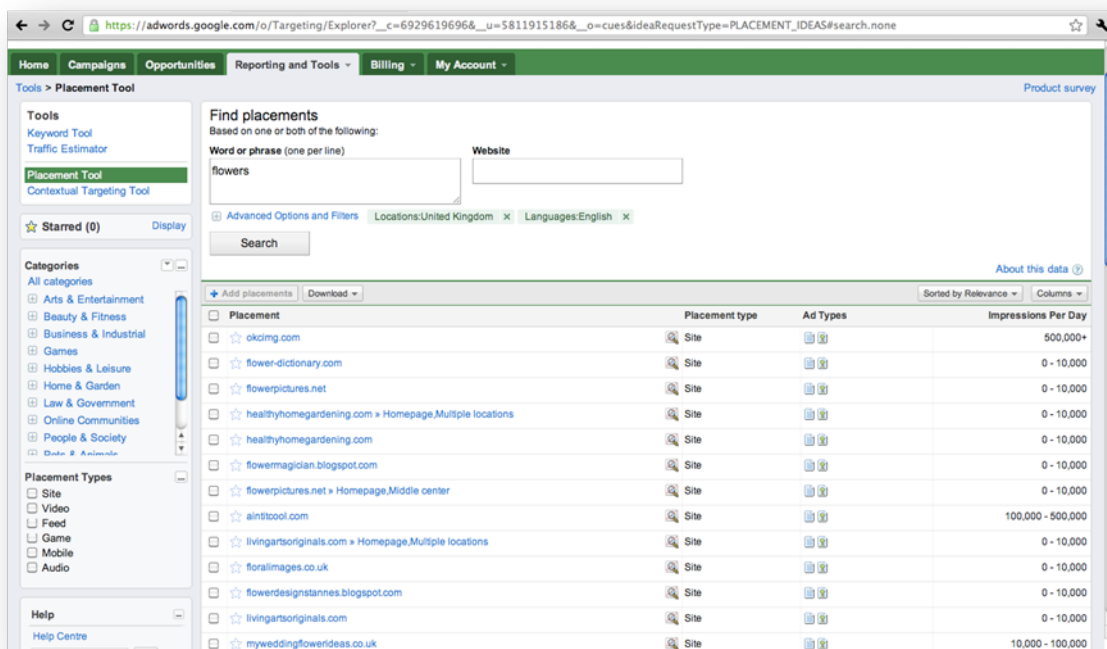 https://adwords.google.com/o/Targeting/Explorer?__c=6929619696&__u=5811915186&__o=cues&ideaRequestType=PLACEMENT_IDEAS#search.none
Home Campaigns Opportunities Reporting and Tools Billing My Account
Tools > Placement Tool Product survey
Tools
Keyword Tool
Traffic Estimator
Placement Tool
Contextual Targeting Tool
Starred (0) Display
Categories
All categories
Arts & Entertainment
Beauty & Fitness
Business & Industrial
Games
Hobbies & Leisure
Home & Garden
Law & Government
Online Communities
People & Society
Pets & Animals
Placement Types
Site
Video
Feed
Game
Mobile
Audio
Help
Help Centre
Find placements
Based on one or both of the following:
Word or phrase (one per line) Website
flowers
Advanced Options and Filters Locations:United Kingdom × Languages:English ×
Search
About this data ?
+ Add placements Download Sorted by Relevance Columns
Placement Placement type Ad Types Impressions Per Day
okcimg.com Site 500,000+
flower-dictionary.com Site 0 - 10,000
flowerpictures.net Site 0 - 10,000
healthyhomegardening.com » Homepage,Multiple locations Site 0 - 10,000
healthyhomegardening.com Site 0 - 10,000
flowermagician.blogspot.com Site 0 - 10,000
flowerpictures.net » Homepage,Middle center Site 0 - 10,000
aintitcool.com Site 100,000 - 500,000
livingartsoriginals.com » Homepage,Multiple locations Site 0 - 10,000
floralimages.co.uk Site 0 - 10,000
flowerdesignstannes.blogspot.com Site 0 - 10,000
livingartsoriginals.com Site 0 - 10,000
myweddingflowerideas.co.uk Site 10,000 - 100,000